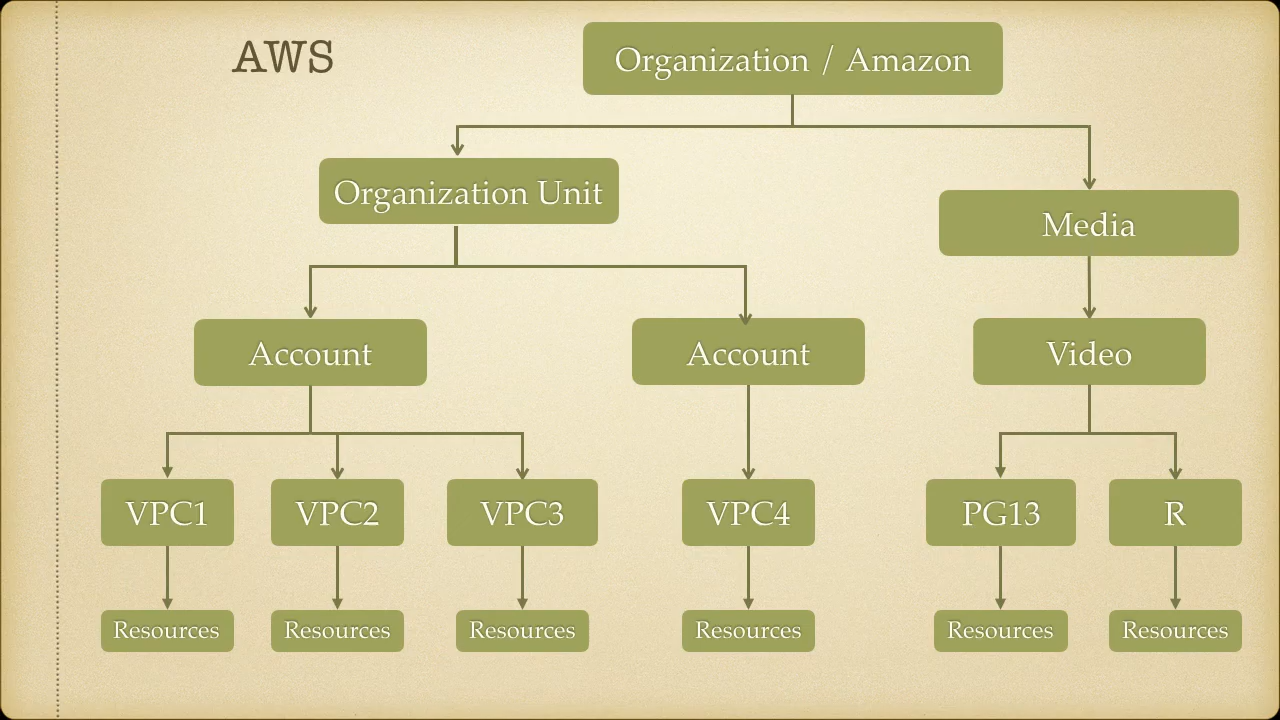 AWS
Organization / Amazon
Organization Unit
Media
Account
Account
Video
VPC1
VPC2
VPC3
VPC4
PG13
R
Resources
Resources
Resources
Resources
Resources
Resources